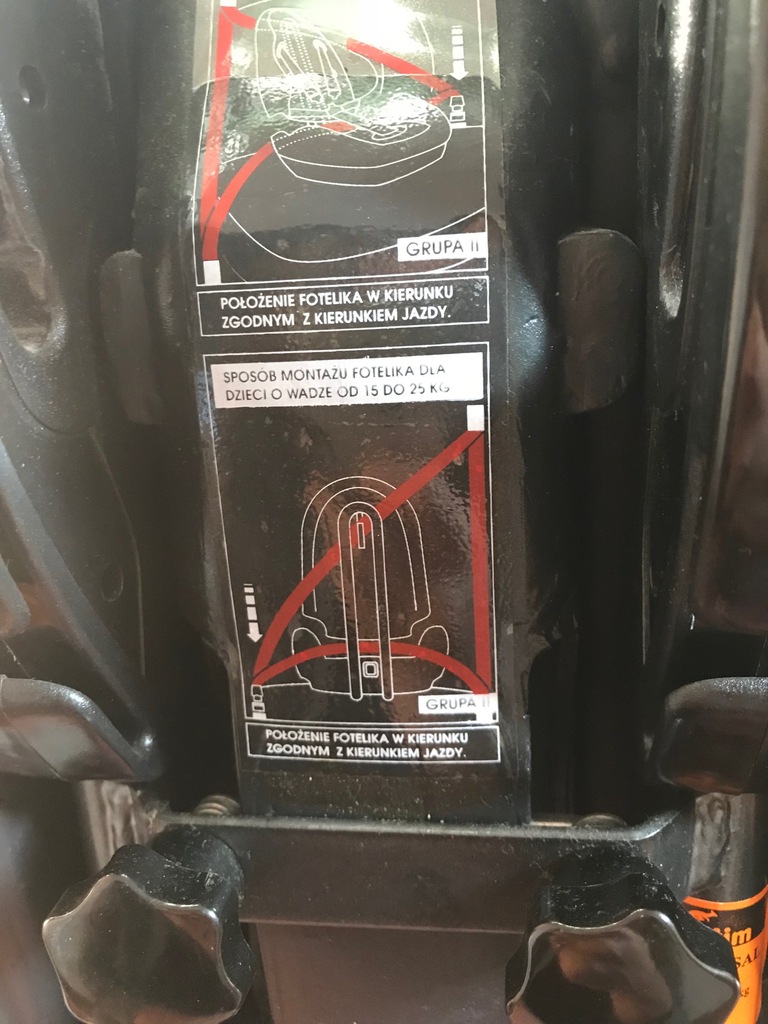 GRUPA II
POŁOŻENIE FOTELIKA W KIERUNKU
ZGODNYM Z KIERUNKIEM JAZDY.
SPOSÓB MONTAŻU FOTELIKA DLA
DZIECI O WADZE OD 15 DO 25 KG
GRUPA II
POŁOŻENIE FOTELIKA W KIERUNKU
ZGODNYM Z KIERUNKIEM JAZDY.